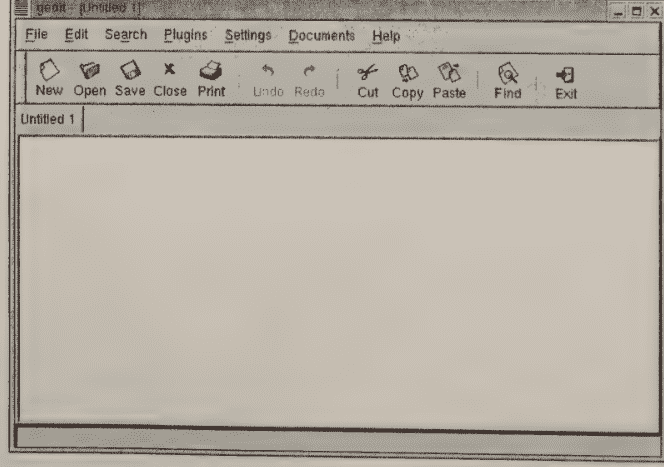 gedit - [Untitled 1]
File Edit Search Plugins Settings Documents Help
New Open Save Close Print Undo Redo Cut Copy Paste Find Exit
Untitled 1